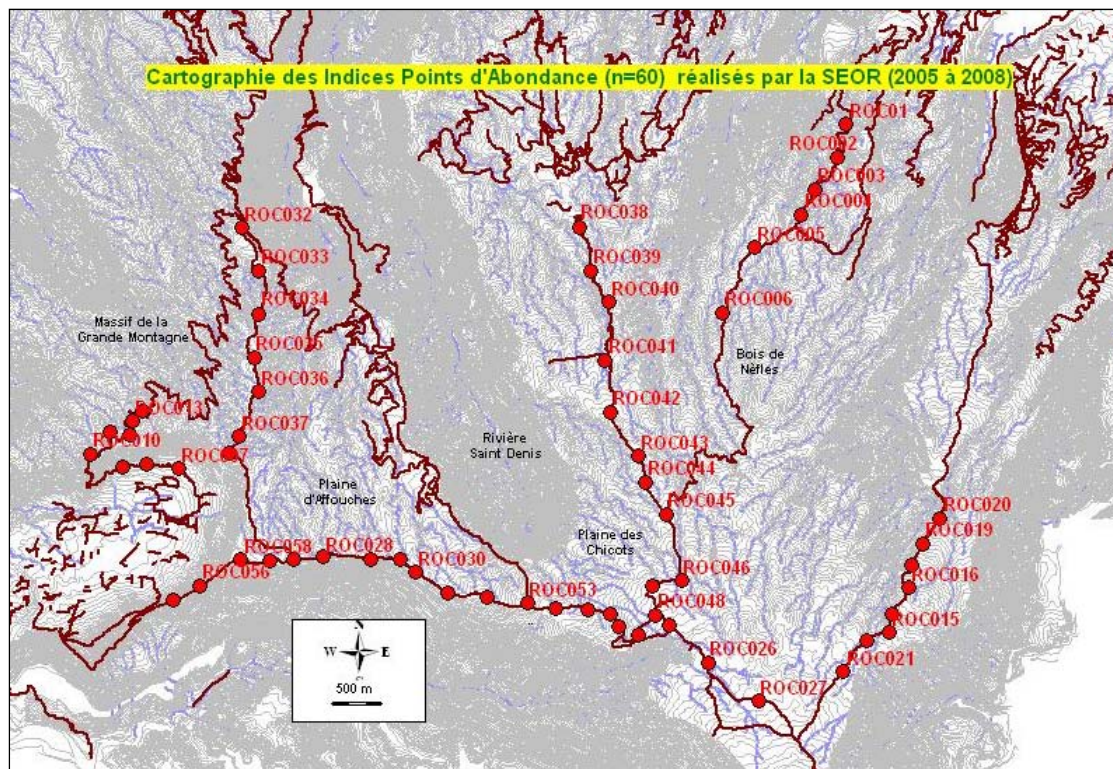 Cartographie des Indices Points d'Abondance (n=60) réalisés par la SEOR (2005 à 2008)
ROC01
ROC002
ROC003
ROC004
ROC005
ROC006
ROC032
ROC033
ROC034
ROC035
ROC036
ROC037
ROC038
ROC039
ROC040
ROC041
ROC042
ROC043
ROC044
ROC045
ROC046
ROC048
Massif de la
Grande Montagne
ROC013
ROC010
ROC007
Bois de
Nèfles
Rivière
Saint Denis
Plaine
d'Affouches
Plaine des
Chicots
ROC020
ROC019
ROC016
ROC015
ROC021
ROC058
ROC028
ROC056
ROC030
ROC053
ROC026
ROC027
N
W E
500 m